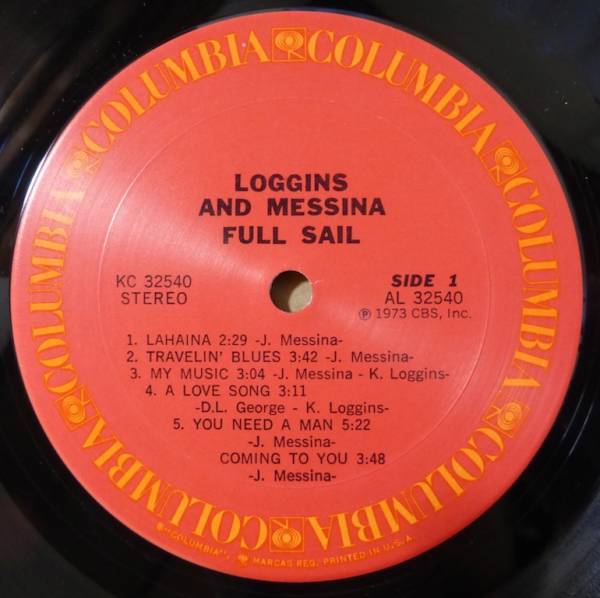 COLUMBIA COLUMBIA COLUMBIA COLUMBIA COLUMBIA COLUMBIA COLUMBIA COLUMBIA
LOGGINS
AND MESSINA
FULL SAIL
KC 32540
STEREO
SIDE 1
AL 32540
℗ 1973 CBS, Inc.
1. LAHAINA 2:29 -J. Messina-
2. TRAVELIN' BLUES 3:42 -J. Messina-
3. MY MUSIC 3:04 -J. Messina - K. Loggins-
4. A LOVE SONG 3:11
-D.L. George - K. Loggins-
5. YOU NEED A MAN 5:22
-J. Messina-
COMING TO YOU 3:48
-J. Messina-
® "COLUMBIA", MARCAS REG. PRINTED IN U.S.A.